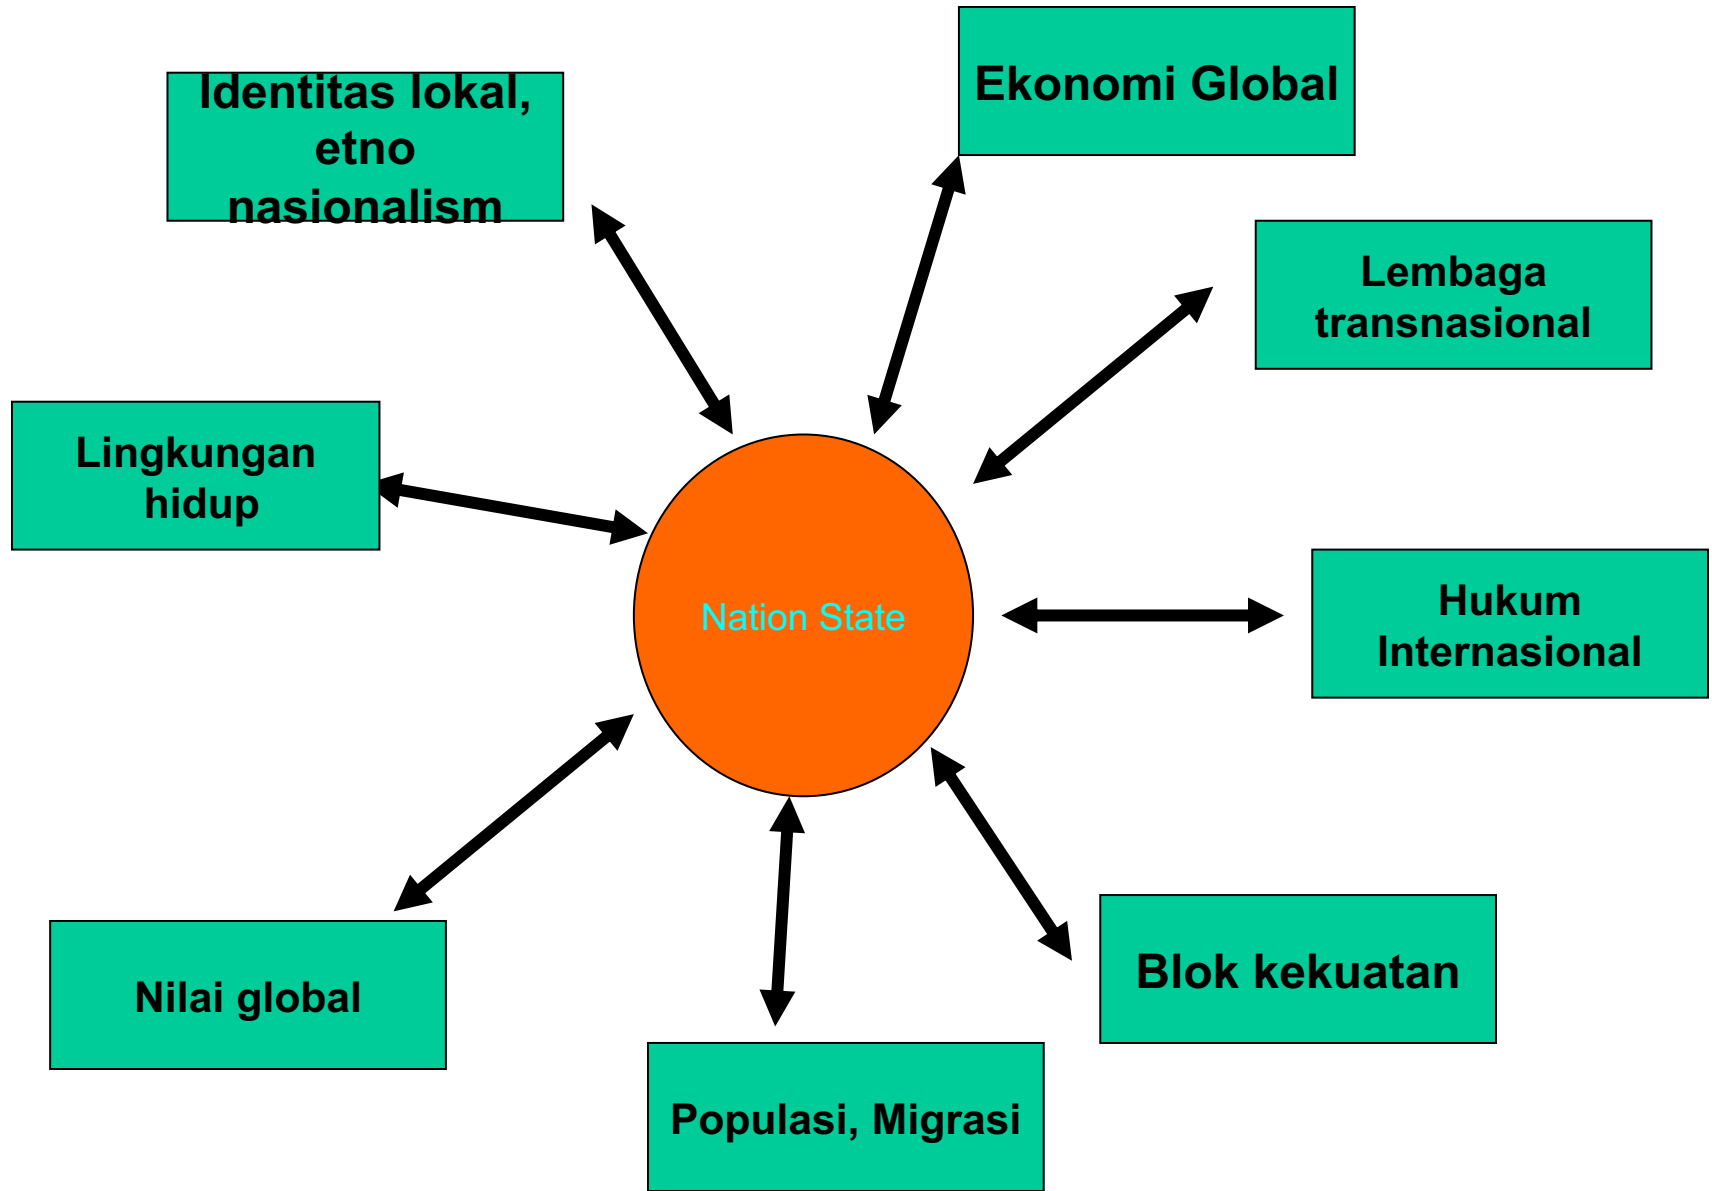 Ekonomi Global
Identitas lokal,
etno
nasionalism
Lembaga
transnasional
Lingkungan
hidup
Nation State
Hukum
Internasional
Blok kekuatan
Nilai global
Populasi, Migrasi